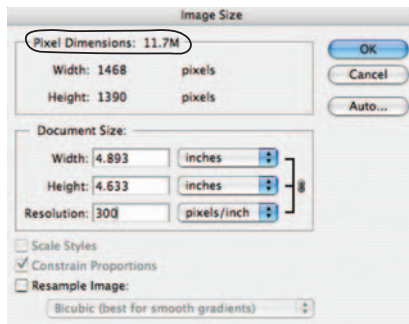 Image Size
Pixel Dimensions: 11.7M
OK
Width: 1468 pixels
Cancel
Height: 1390 pixels
Auto...
Document Size:
Width: 4.893 inches
Height: 4.633 inches
Resolution: 300 pixels/inch
Scale Styles
Constrain Proportions
Resample Image:
Bicubic (best for smooth gradients)